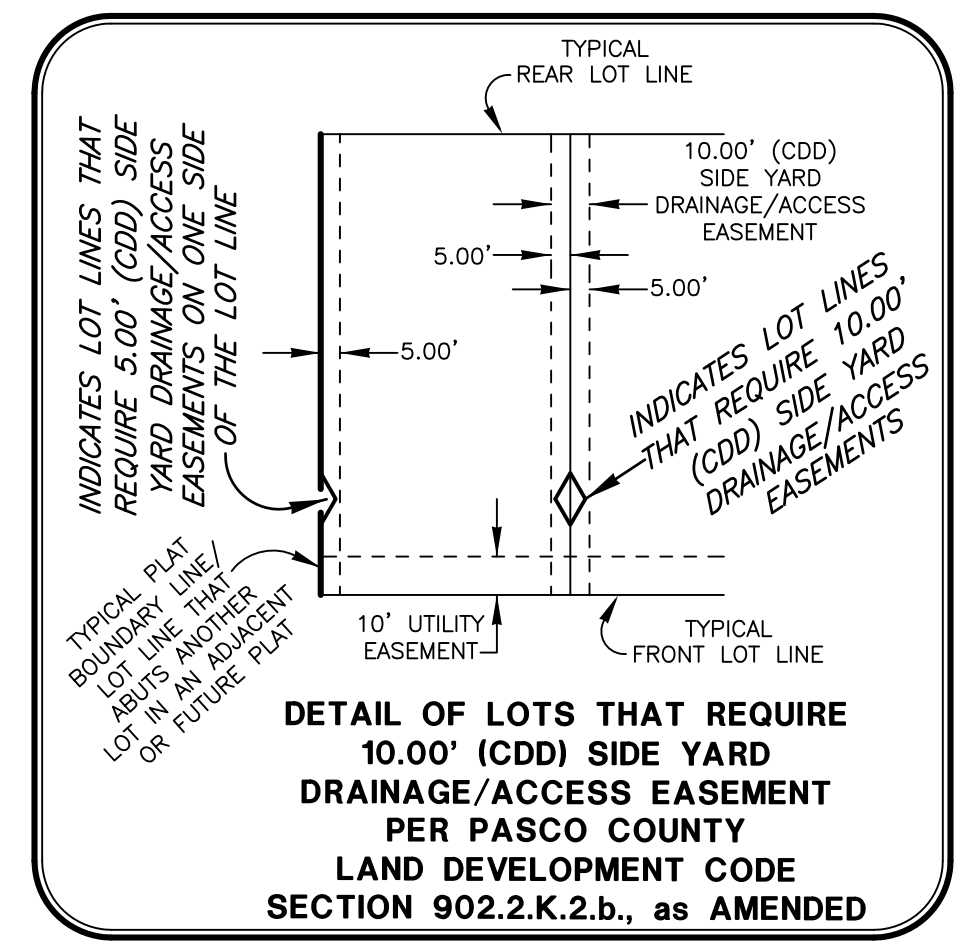 TYPICAL
REAR LOT LINE
INDICATES LOT LINES THAT
REQUIRE 5.00' (CDD) SIDE
YARD DRAINAGE/ACCESS
EASEMENTS ON ONE SIDE
OF THE LOT LINE
10.00' (CDD)
SIDE YARD
DRAINAGE/ACCESS
EASEMENT
5.00'
5.00'
5.00'
INDICATES LOT LINES
THAT REQUIRE 10.00'
(CDD) SIDE YARD
DRAINAGE/ACCESS
EASEMENTS
TYPICAL PLAT
BOUNDARY LINE/
LOT LINE THAT
ABUTS ANOTHER
LOT IN AN ADJACENT
OR FUTURE PLAT
10' UTILITY
EASEMENT
TYPICAL
FRONT LOT LINE
DETAIL OF LOTS THAT REQUIRE
10.00' (CDD) SIDE YARD
DRAINAGE/ACCESS EASEMENT
PER PASCO COUNTY
LAND DEVELOPMENT CODE
SECTION 902.2.K.2.b., as AMENDED